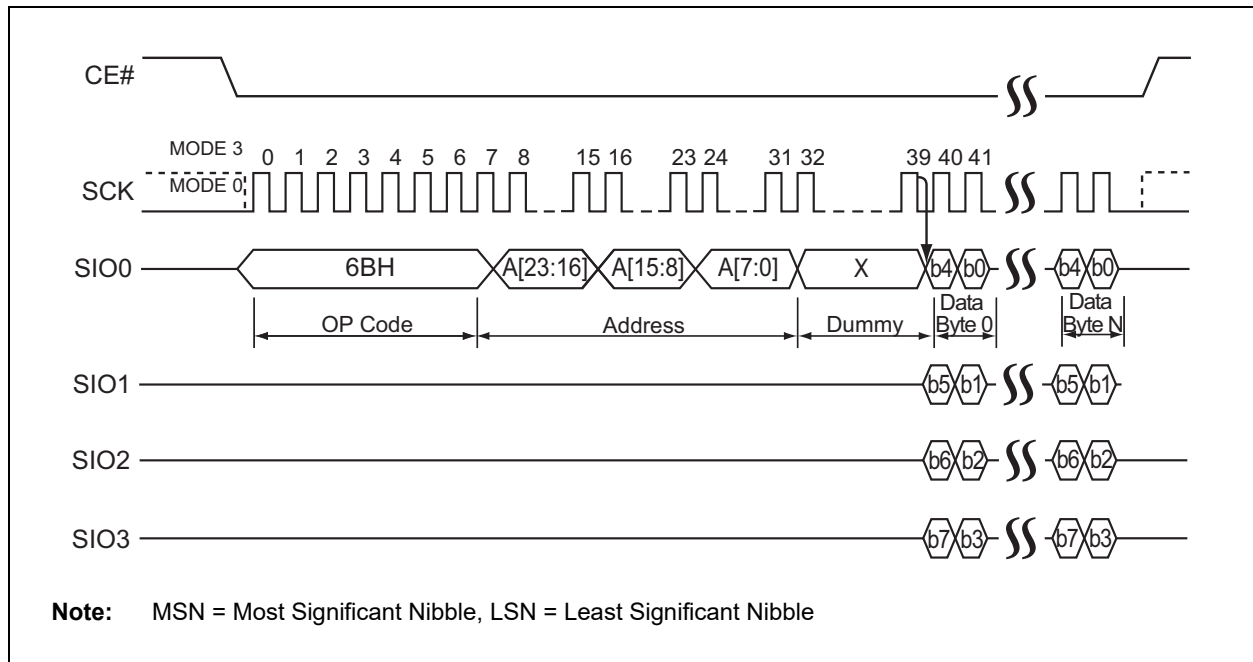 CE#
MODE 3
0 1 2 3 4 5 6 7 8 15 16 23 24 31 32 39 40 41
SCK MODE 0
SIO0 6BH A[23:16] A[15:8] A[7:0] X b4 b0 b4 b0
OP Code Address Dummy Data Byte 0 Data Byte N
SIO1 b5 b1 b5 b1
SIO2 b6 b2 b6 b2
SIO3 b7 b3 b7 b3
Note: MSN = Most Significant Nibble, LSN = Least Significant Nibble